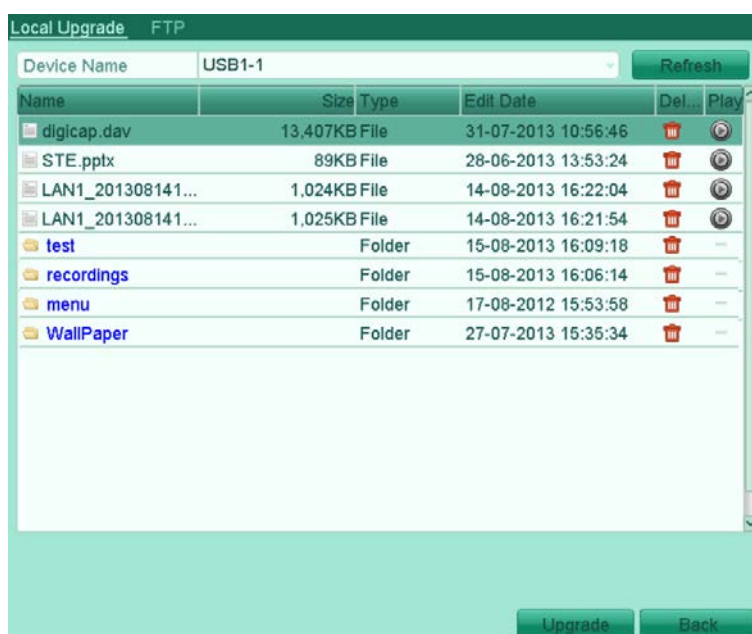 Local Upgrade FTP
Device Name USB1-1 Refresh
Name Size Type Edit Date Del... Play
digicap.dav 13,407KB File 31-07-2013 10:56:46
STE.pptx 89KB File 28-06-2013 13:53:24
LAN1_201308141... 1,024KB File 14-08-2013 16:22:04
LAN1_201308141... 1,025KB File 14-08-2013 16:21:54
test Folder 15-08-2013 16:09:18 —
recordings Folder 15-08-2013 16:06:14 —
menu Folder 17-08-2012 15:53:58 —
WallPaper Folder 27-07-2013 15:35:34 —
Upgrade Back